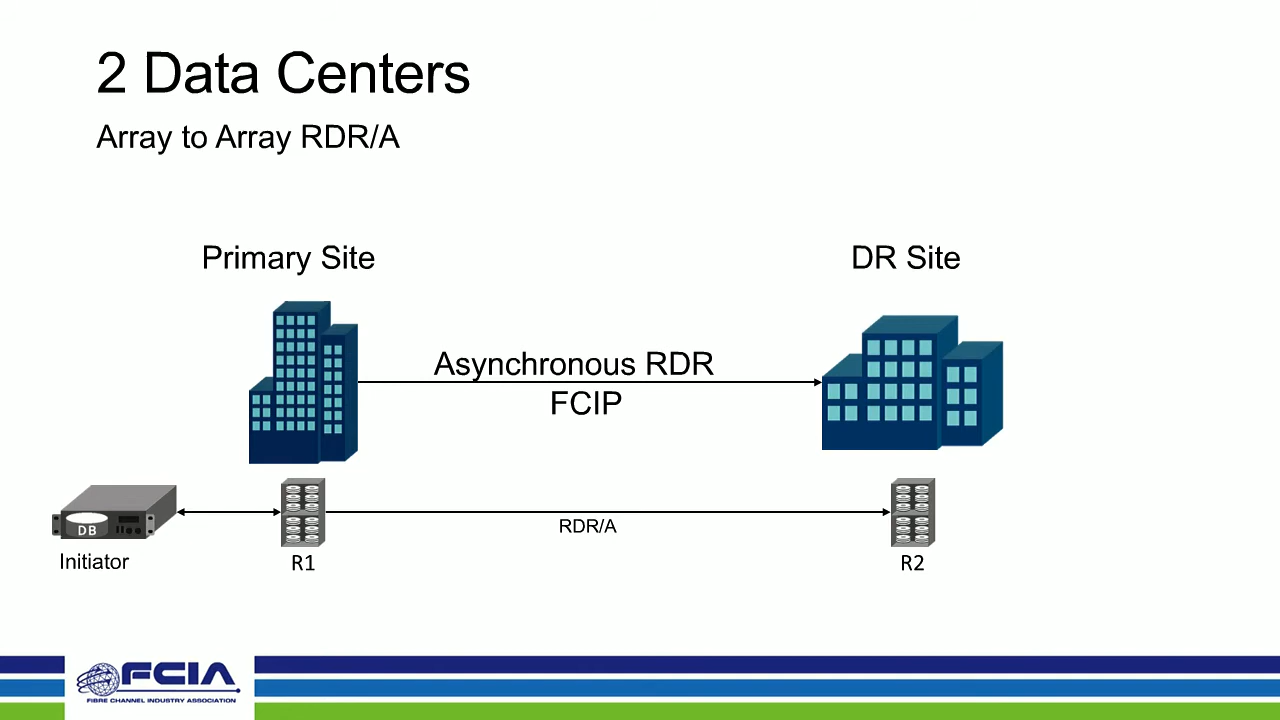 2 Data Centers
Array to Array RDR/A
Primary Site
DR Site
Asynchronous RDR
FCIP
DB
RDR/A
Initiator
R1
R2
FCIA
FIBRE CHANNEL INDUSTRY ASSOCIATION